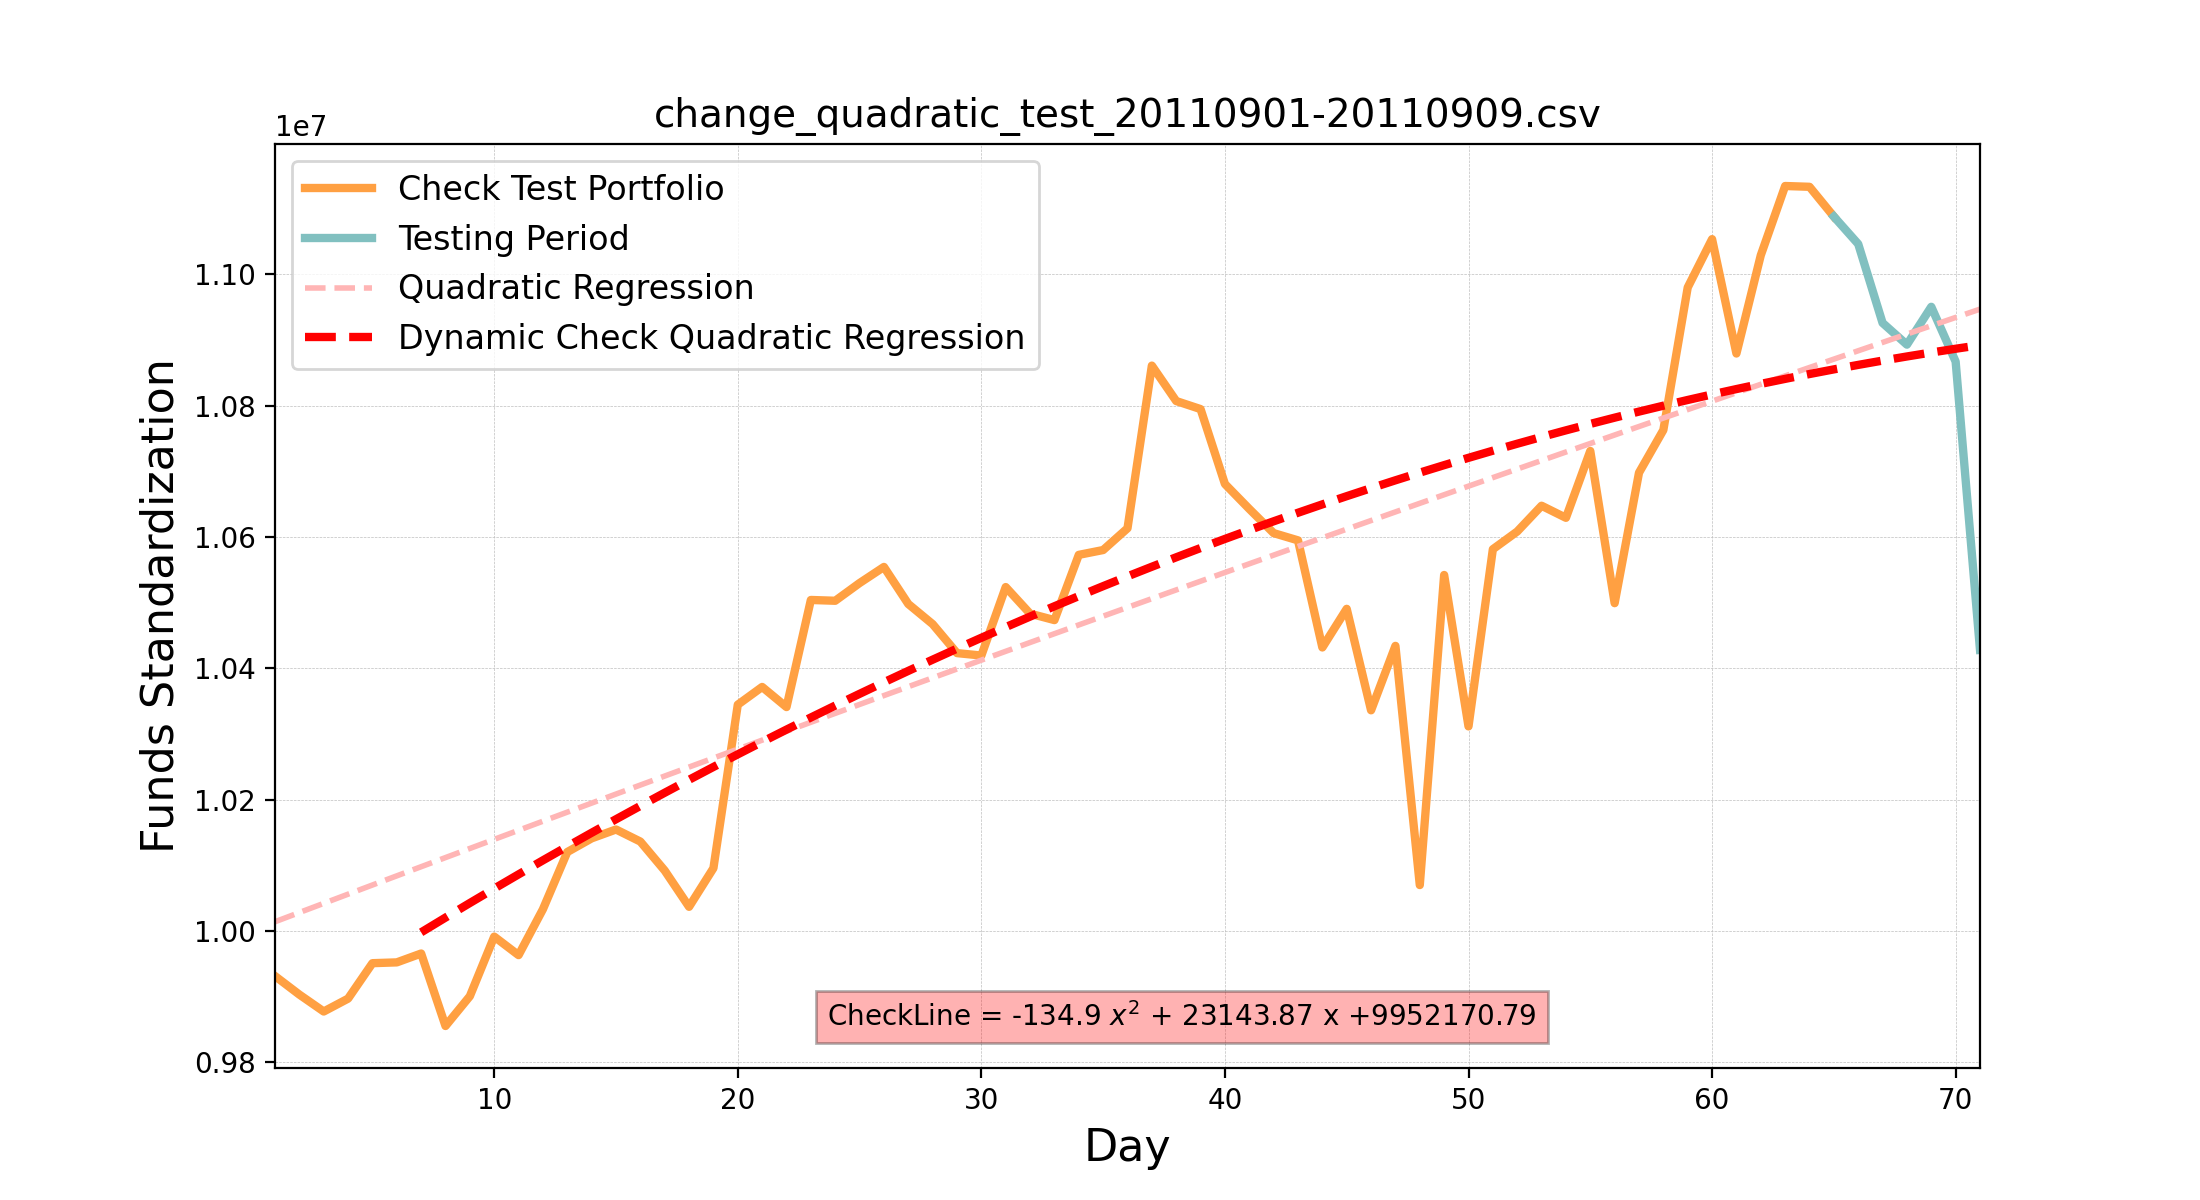 change_quadratic_test_20110901-20110909.csv
1e7
Check Test Portfolio
Testing Period
Quadratic Regression
Dynamic Check Quadratic Regression
Funds Standardization
1.10
1.08
1.06
1.04
1.02
1.00
0.98
CheckLine = -134.9 x² + 23143.87 x +9952170.79
10 20 30 40 50 60 70
Day